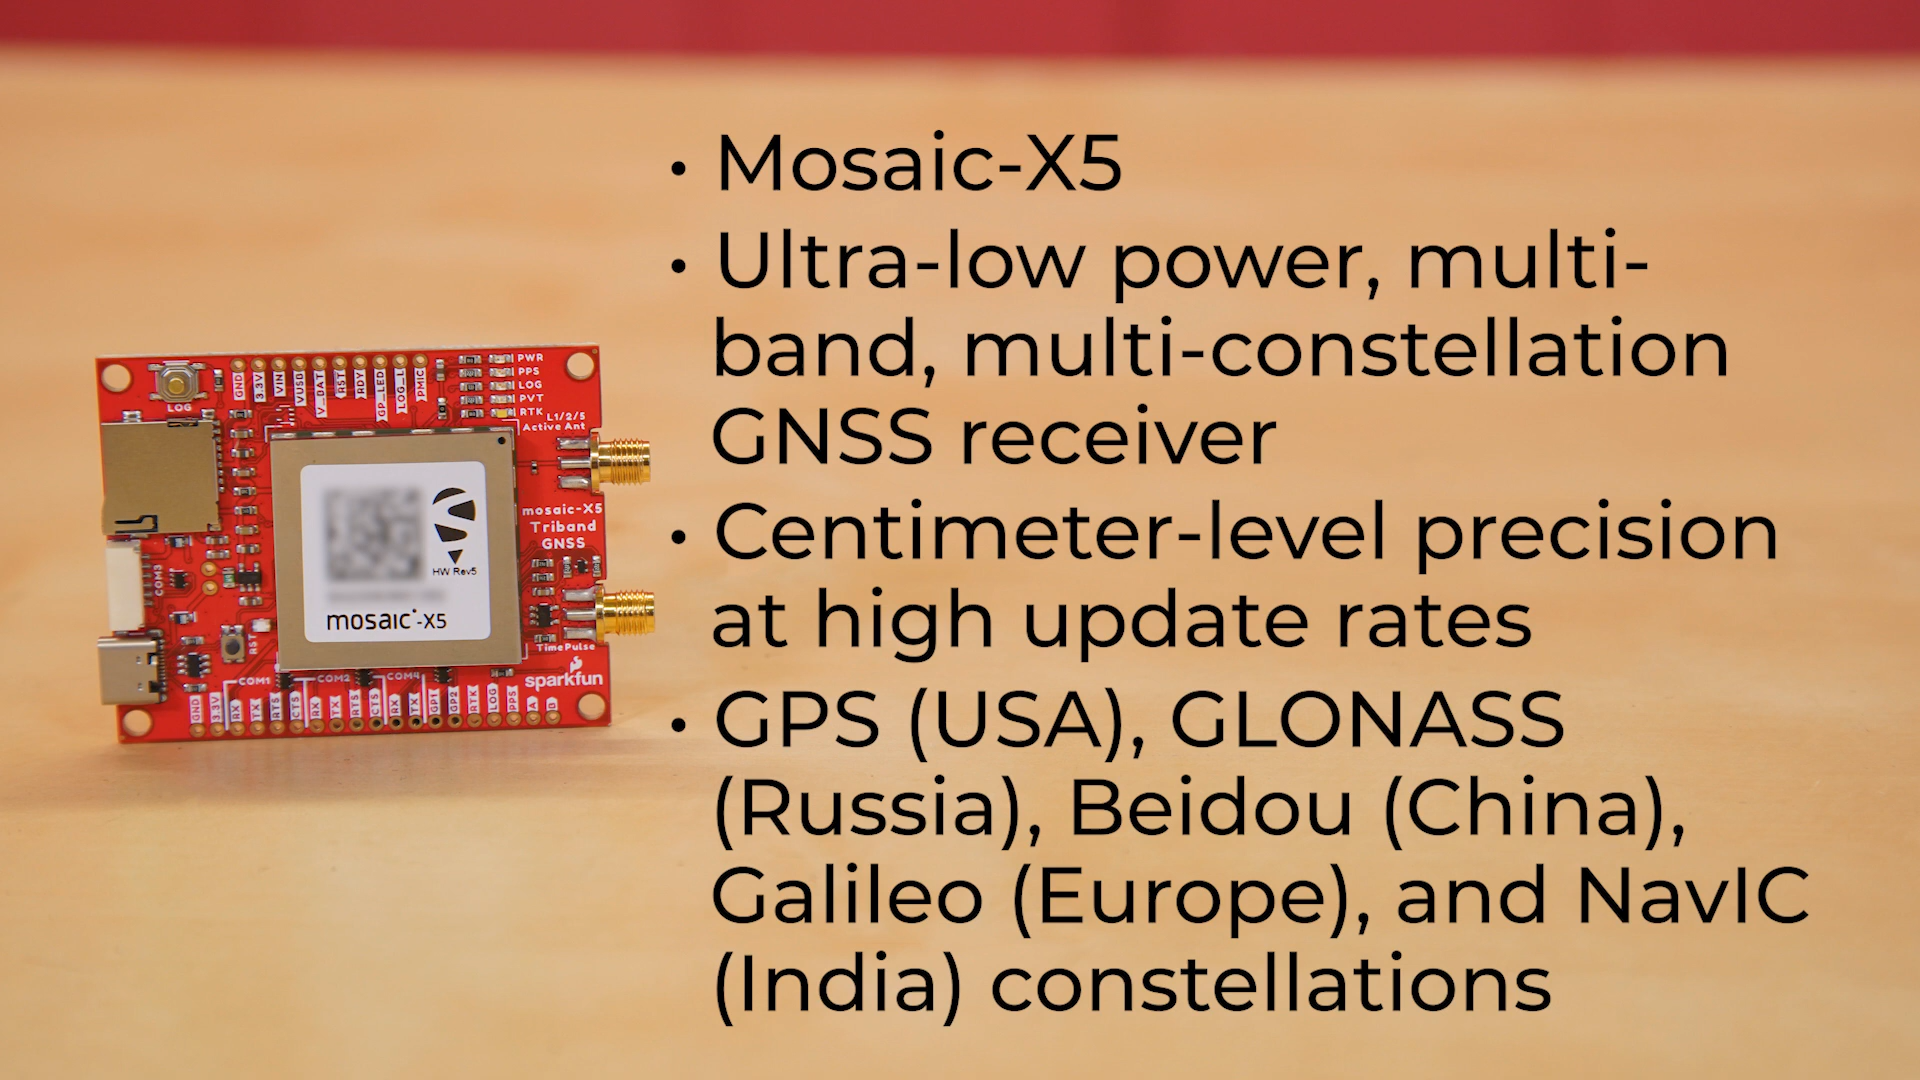 • Mosaic-X5
• Ultra-low power, multi-
band, multi-constellation
GNSS receiver
• Centimeter-level precision
at high update rates
• GPS (USA), GLONASS
(Russia), Beidou (China),
Galileo (Europe), and NavIC
(India) constellations
LOG
GND
3.3V
VIN
VUSB
V_BAT
RST
RDY
GP_LED
LOG_L
PMIC
PWR
PPS
LOG
PVT
RTK
L1/2/5
Active Ant
mosaic-X5
Triband
GNSS
HW Rev5
mosaic-X5
COM3
RST
TimePulse
sparkfun
COM1
COM2
COM4
GND
3.3V
RX
TX
RTS
CTS
RX
TX
RTS
CTS
RX
TX
GP1
GP2
RTK
LOG
PPS
A
B